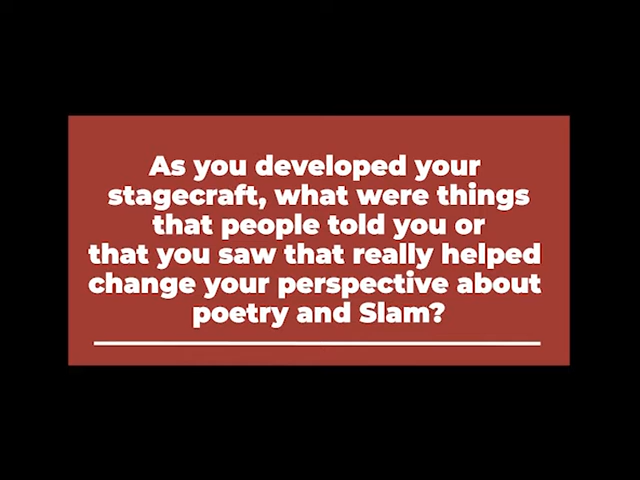 As you developed your
stagecraft, what were things
that people told you or
that you saw that really helped
change your perspective about
poetry and Slam?